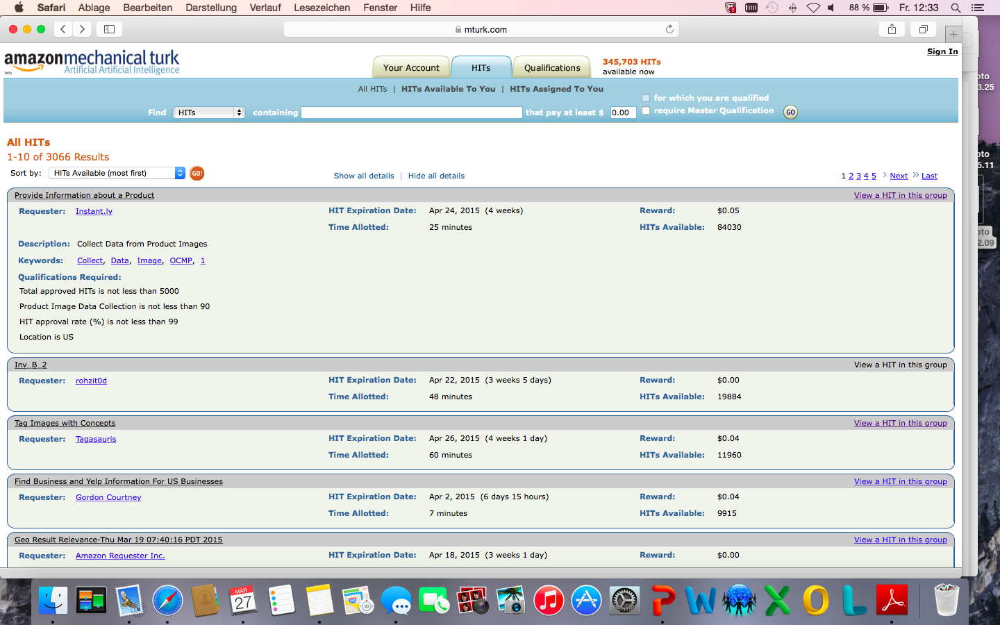 Safari Ablage Bearbeiten Darstellung Verlauf Lesezeichen Fenster Hilfe 88 % Fr. 12:33
mturk.com
Sign In
amazonmechanical turk
beta Artificial Artificial Intelligence
Your Account HITs Qualifications
345,703 HITs
available now
All HITs | HITs Available To You | HITs Assigned To You
for which you are qualified
Find HITs containing that pay at least $ 0.00 require Master Qualification GO
All HITs
1-10 of 3066 Results
Sort by: HITs Available (most first) GO! Show all details | Hide all details 1 2 3 4 5 › Next » Last
Provide Information about a Product View a HIT in this group
Requester: Instant.ly HIT Expiration Date: Apr 24, 2015 (4 weeks) Reward: $0.05
Time Allotted: 25 minutes HITs Available: 84030
Description: Collect Data from Product Images
Keywords: Collect, Data, Image, OCMP, 1
Qualifications Required:
Total approved HITs is not less than 5000
Product Image Data Collection is not less than 90
HIT approval rate (%) is not less than 99
Location is US
Inv_B_2 View a HIT in this group
Requester: rohzit0d HIT Expiration Date: Apr 22, 2015 (3 weeks 5 days) Reward: $0.00
Time Allotted: 48 minutes HITs Available: 19884
Tag Images with Concepts View a HIT in this group
Requester: Tagasauris HIT Expiration Date: Apr 26, 2015 (4 weeks 1 day) Reward: $0.04
Time Allotted: 60 minutes HITs Available: 11960
Find Business and Yelp Information For US Businesses View a HIT in this group
Requester: Gordon Courtney HIT Expiration Date: Apr 2, 2015 (6 days 15 hours) Reward: $0.04
Time Allotted: 7 minutes HITs Available: 9915
Geo Result Relevance-Thu Mar 19 07:40:16 PDT 2015 View a HIT in this group
Requester: Amazon Requester Inc. HIT Expiration Date: Apr 18, 2015 (3 weeks 1 day) Reward: $0.00
oto
3.25
oto
5.11
oto
2.09
MÄR
27